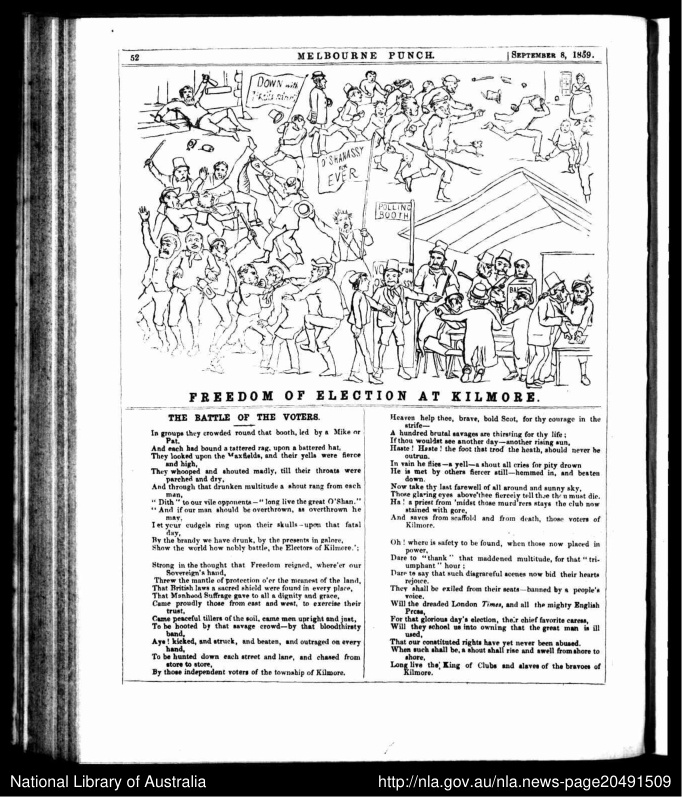 52
MELBOURNE PUNCH.
SEPTEMBER 8, 1859.
DOWN with
O'SHANASSY
FOR
EVER
POLLING
BOOTH
FREEDOM OF ELECTION AT KILMORE.
THE BATTLE OF THE VOTERS.
In groups they crowded round that booth, led by a Mike or
Pat.
And each had bound a tattered rag, upon a battered hat,
They looked upon the Waxfields, and their yells were fierce
and high,
They whooped and shouted madly, till their throats were
parched and dry,
And through that drunken multitude a shout rang from each
man,
" Dith " to our vile opponents—" long live the great O'Shan."
" And if our man should be overthrown, as overthrown he
may,
Let your cudgels ring upon their skulls—upon that fatal
day,
By the brandy we have drunk, by the presents in galore,
Show the world how nobly battle, the Electors of Kilmore.";
Strong in the thought that Freedom reigned, where'er our
Sovereign's hand,
Threw the mantle of protection o'er the meanest of the land,
That British laws a sacred shield were found in every place,
That Manhood Suffrage gave to all a dignity and grace,
Came proudly those from east and west, to exercise their
trust,
Came peaceful tillers of the soil, came men upright and just,
To be hooted by that savage crowd—by that bloodthirsty
band,
Aye! kicked, and struck, and beaten, and outraged on every
hand,
To be hunted down each street and lane, and chased from
store to store,
By those independent voters of the township of Kilmore.
Heaven help thee, brave, bold Scot, for thy courage in the
strife—
A hundred brutal savages are thirsting for thy life;
If thou wouldst see another day—another rising sun,
Haste! Haste! the foot that trod the heath, should never be
outrun.
In vain he flies—a yell—a shout all cries for pity drown
He is met by others fiercer still—hemmed in, and beaten
down.
Now take thy last farewell of all around and sunny sky,
Those glaring eyes above thee fiercely tell thee thou must die.
Ha! a priest from 'midst those murd'rers stays the club now
stained with gore,
And saves from scaffold and from death, those voters of
Kilmore.
Oh! where is safety to be found, when those now placed in
power,
Dare to "thank" that maddened multitude, for that "tri-
umphant" hour;
Dare to say that such disgraceful scenes now bid their hearts
rejoice.
They shall be exiled from their seats—banned by a people's
voice.
Will the dreaded London Times, and all the mighty English
Press,
For that glorious day's election, their chief favorite caress,
Will they school us into owning that the great man is ill
used,
That our constituted rights have yet never been abused.
When such shall be, a shout shall rise and swell from shore to
shore,
Long live the King of Clubs and slaves of the bravoes of
Kilmore.
National Library of Australia
http://nla.gov.au/nla.news-page20491509